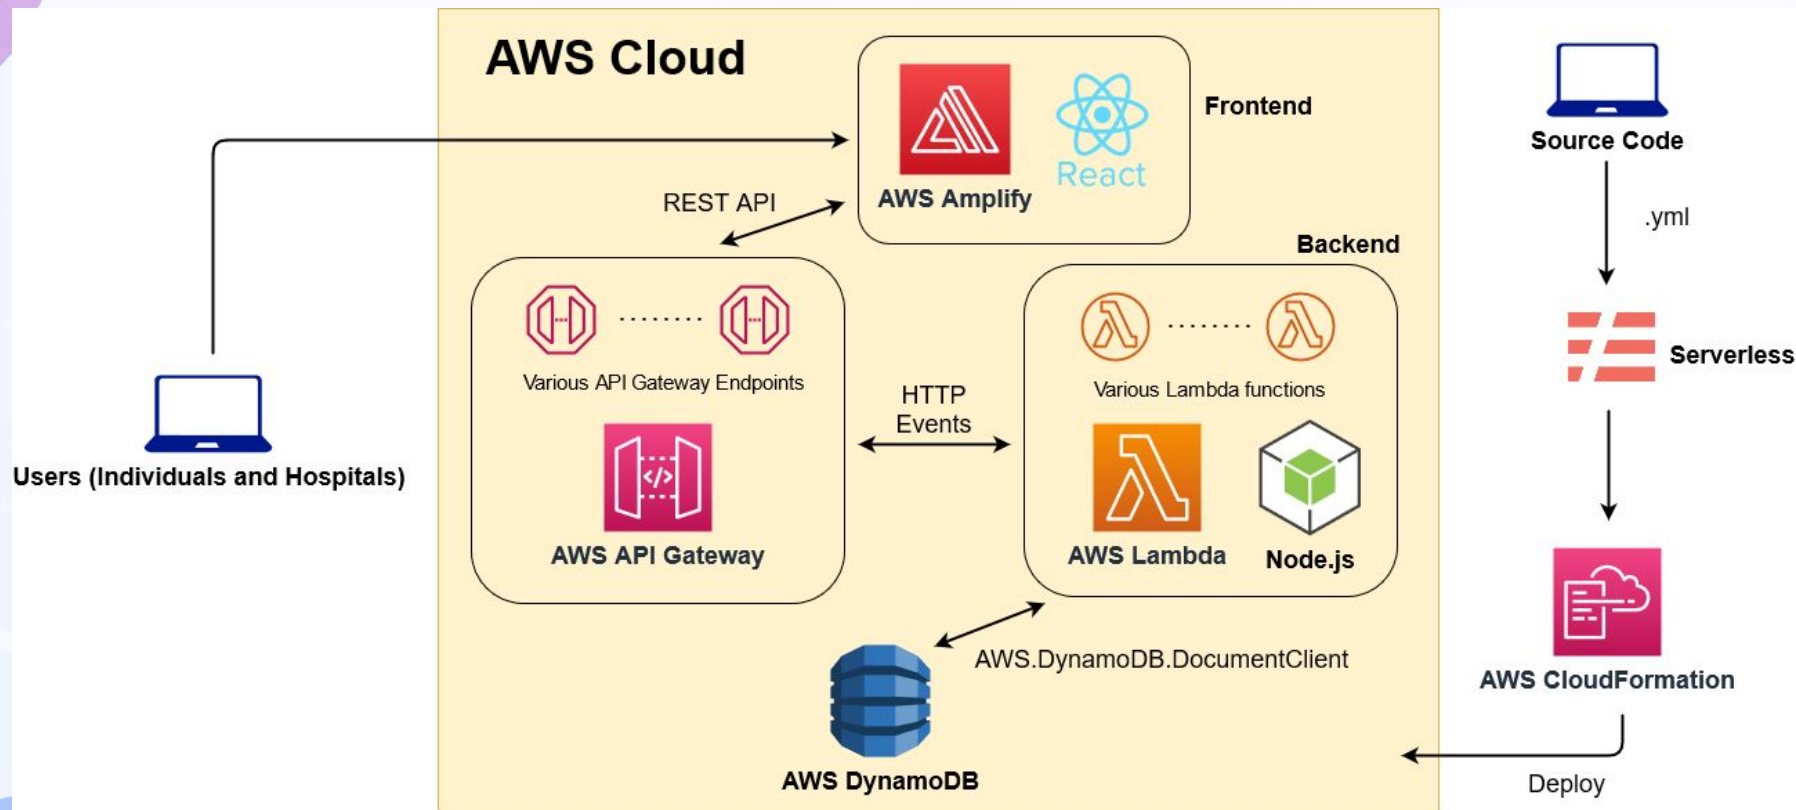 AWS Cloud
Frontend
React
AWS Amplify
Source Code
.yml
REST API
Backend
Various API Gateway Endpoints
</>
AWS API Gateway
HTTP
Events
Various Lambda functions
AWS Lambda
Node.js
Serverless
Users (Individuals and Hospitals)
AWS.DynamoDB.DocumentClient
AWS DynamoDB
AWS CloudFormation
Deploy